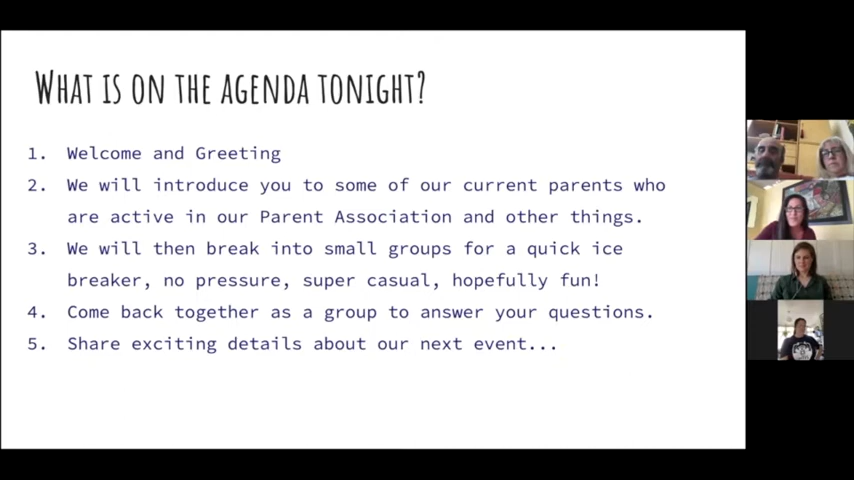 WHAT IS ON THE AGENDA TONIGHT?
1. Welcome and Greeting
2. We will introduce you to some of our current parents who
are active in our Parent Association and other things.
3. We will then break into small groups for a quick ice
breaker, no pressure, super casual, hopefully fun!
4. Come back together as a group to answer your questions.
5. Share exciting details about our next event...